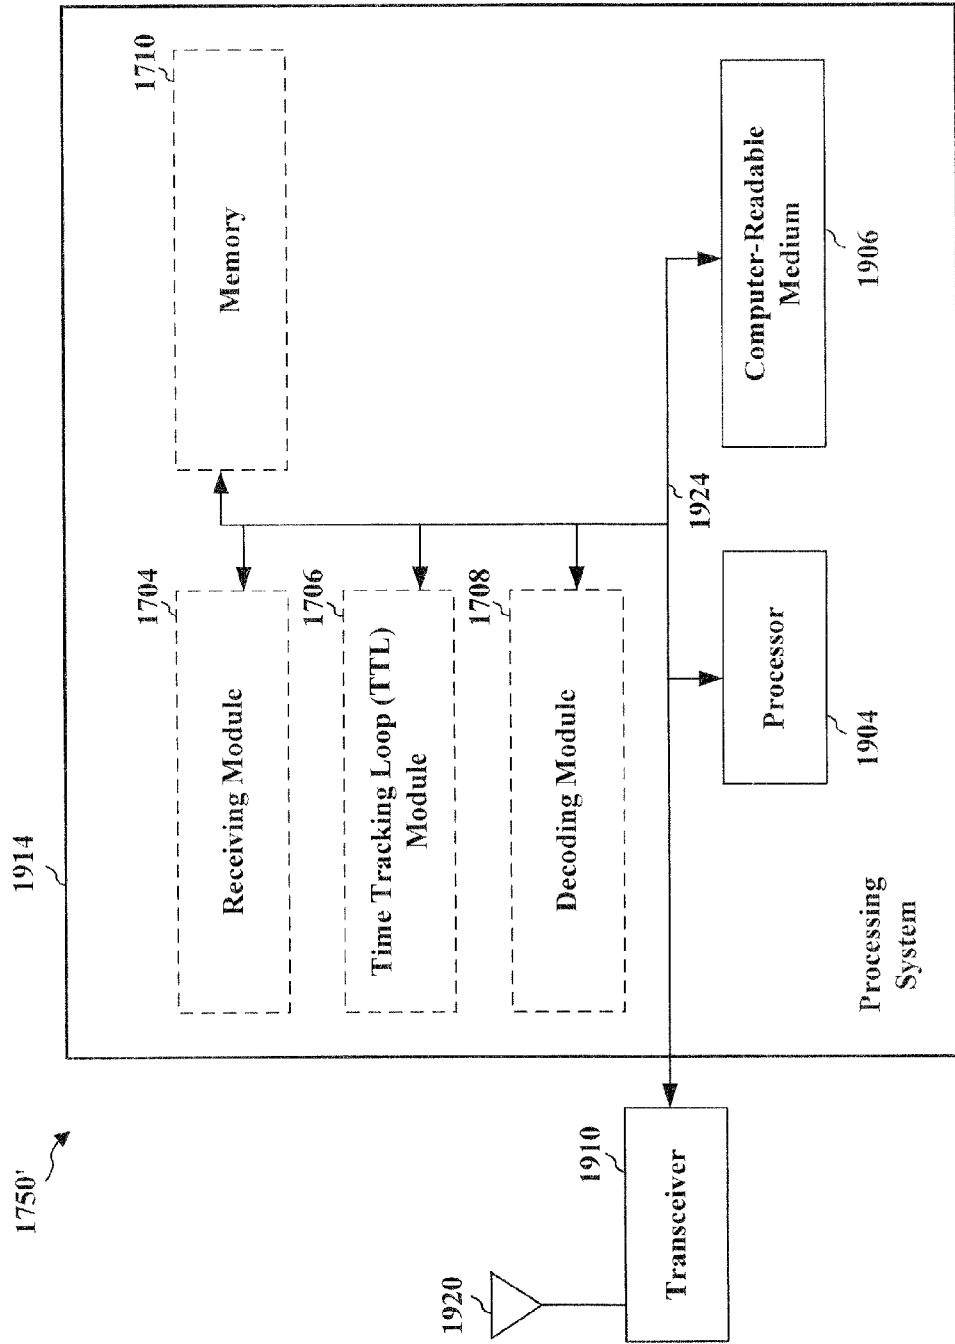 1750'
1914
1704
Receiving Module
1706
Time Tracking Loop (TTL)
Module
1708
Decoding Module
1710
Memory
1920
1910
Transceiver
1924
Processor
1904
Computer-Readable
Medium
1906
Processing
System